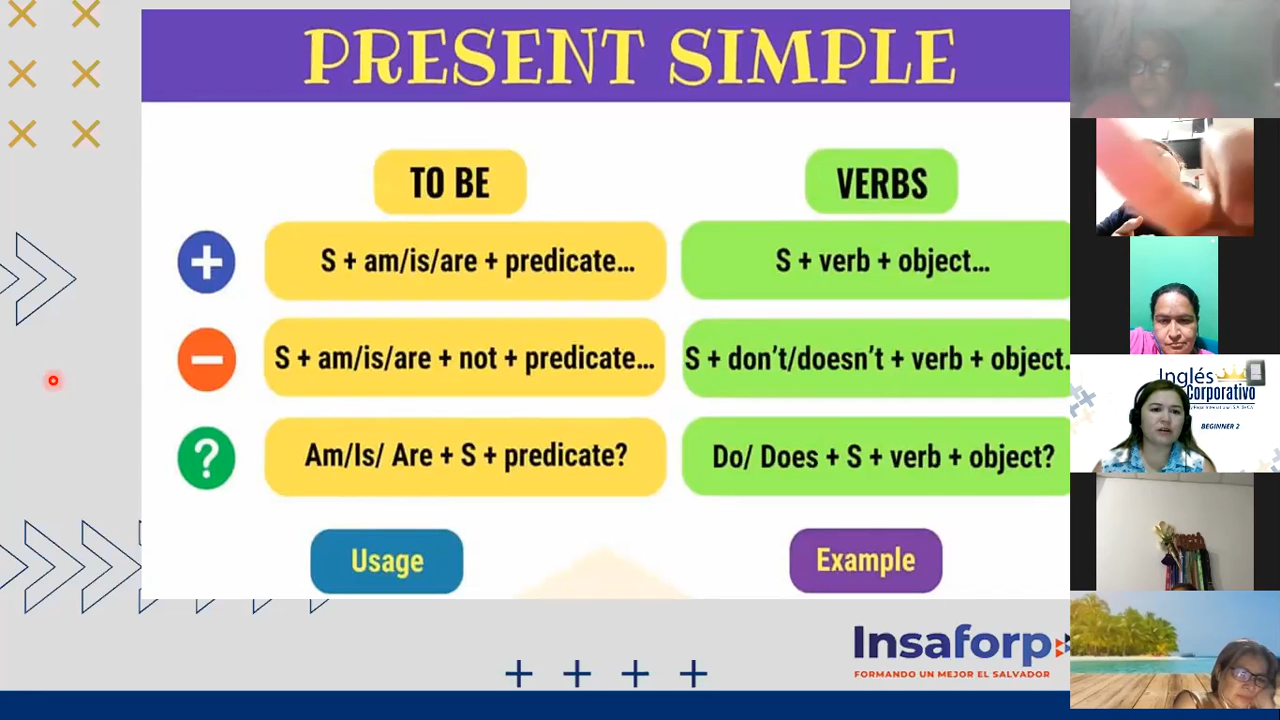 PRESENT SIMPLE
TO BE
VERBS
S + am/is/are + predicate...
S + verb + object...
S + am/is/are + not + predicate...
S + don't/doesn't + verb + object.
Am/Is/ Are + S + predicate?
Do/ Does + S + verb + object?
Usage
Example
Insaforp
FORMANDO UN MEJOR EL SALVADOR
Inglés
Corporativo
BEGINNER 2